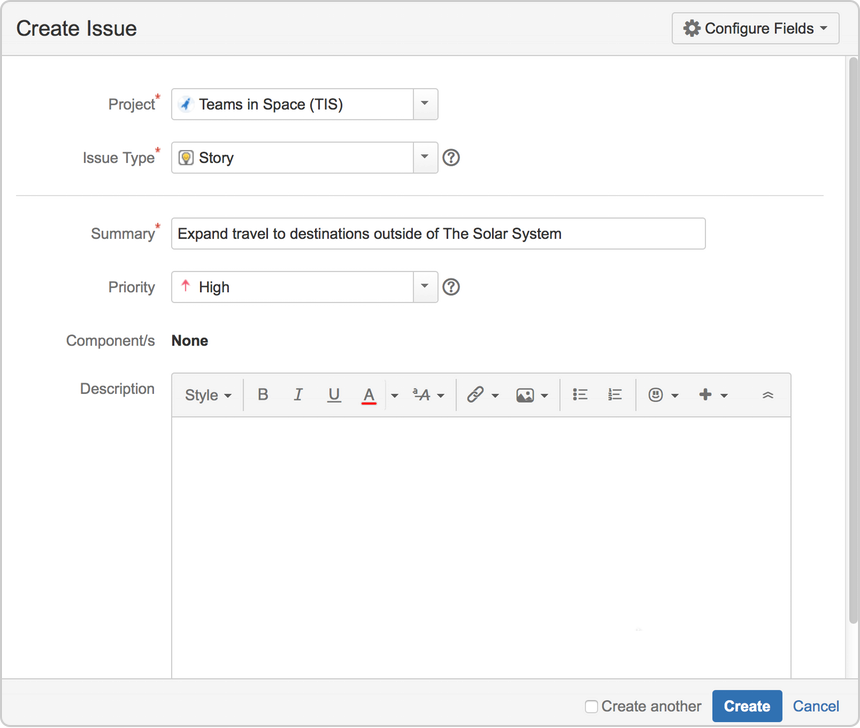 Create Issue
Configure Fields
Project*
Teams in Space (TIS)
Issue Type*
Story
Summary*
Expand travel to destinations outside of The Solar System
Priority
High
Component/s
None
Description
Style B I U A ªA
Create another
Create
Cancel